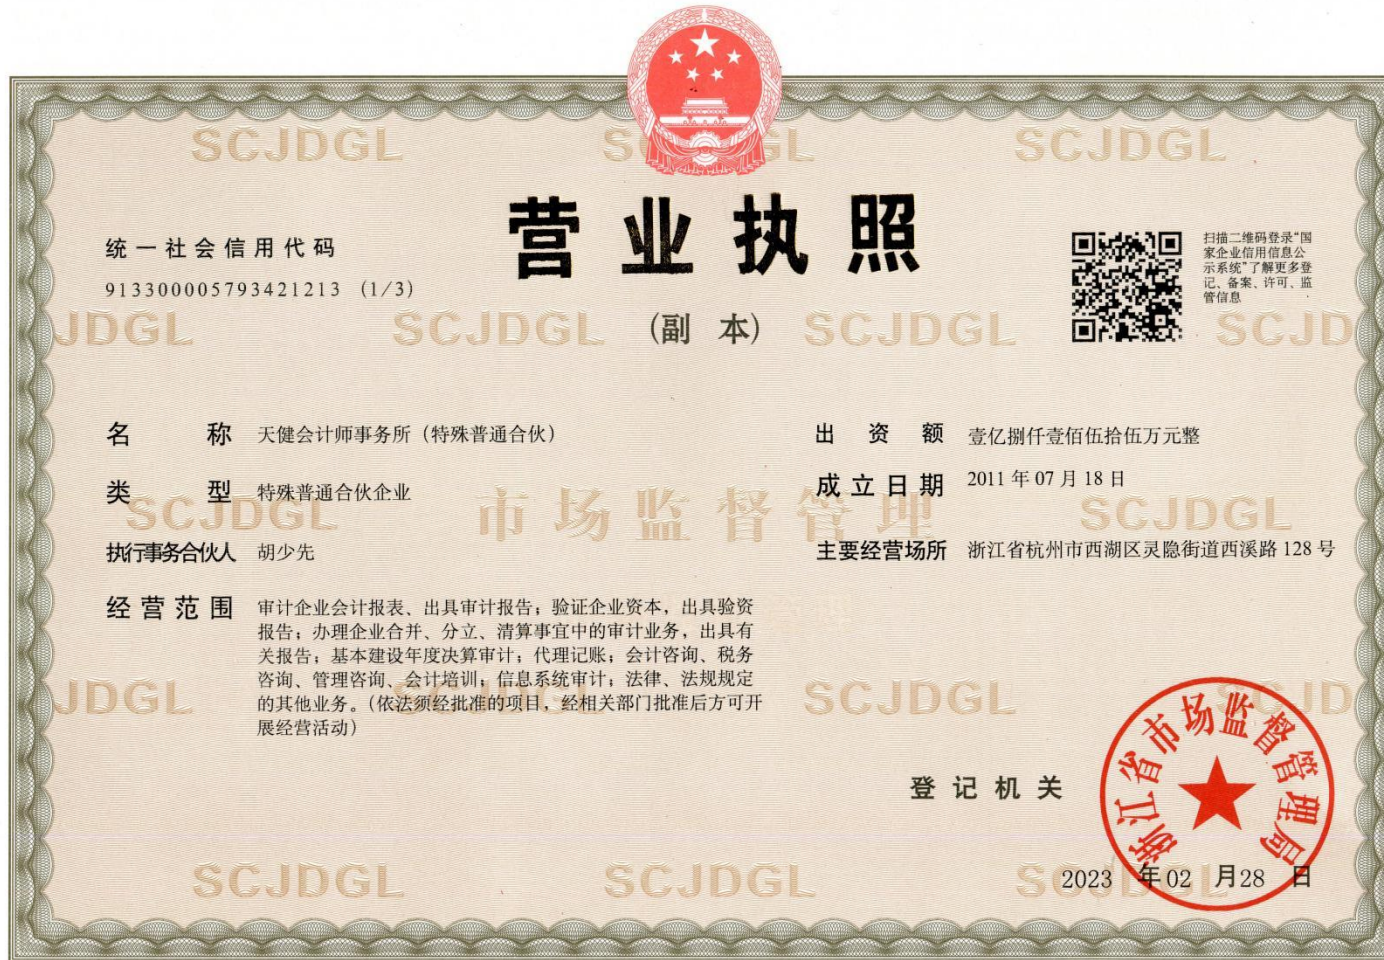 营业执照
(副 本)
统一社会信用代码
913300005793421213 (1/3)
扫描二维码登录“国
家企业信用信息公
示系统”了解更多登
记、备案、许可、监
管信息
名 称 天健会计师事务所（特殊普通合伙）
类 型 特殊普通合伙企业
执行事务合伙人 胡少先
经营范围 审计企业会计报表、出具审计报告；验证企业资本，出具验资
报告；办理企业合并、分立、清算事宜中的审计业务，出具有
关报告；基本建设年度决算审计；代理记账；会计咨询、税务
咨询、管理咨询、会计培训；信息系统审计；法律、法规规定
的其他业务。（依法须经批准的项目，经相关部门批准后方可开
展经营活动）
出 资 额 壹亿捌仟壹佰伍拾伍万元整
成立日期 2011年07月18日
主要经营场所 浙江省杭州市西湖区灵隐街道西溪路128号
登记机关
浙江省市场监督管理局
2023 年02 月28 日
SCJDGL
市场监督管理